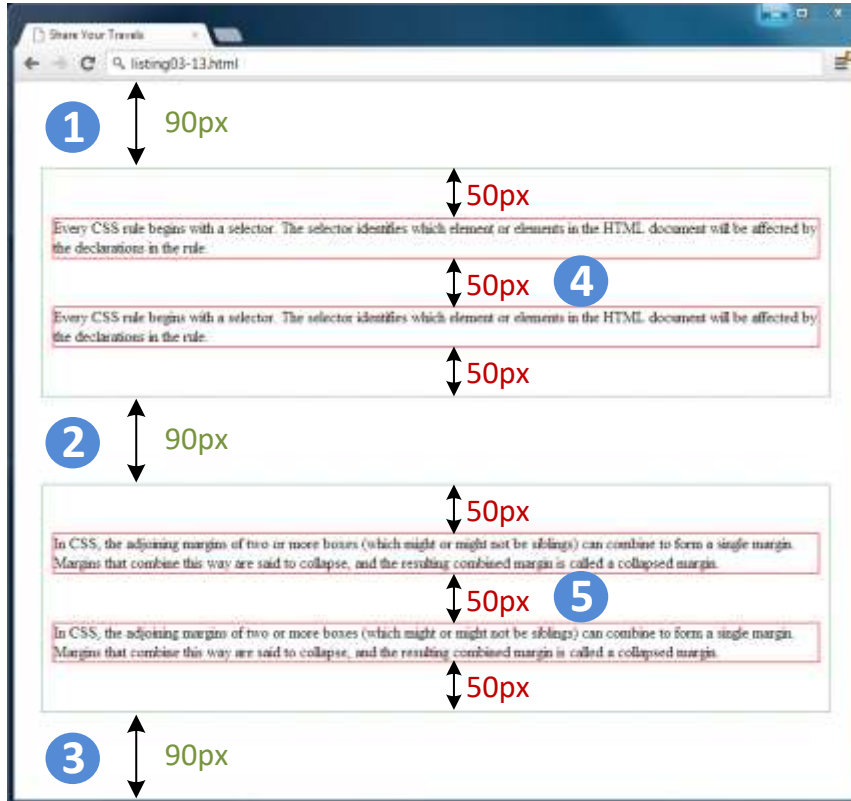 Share Your Travels
listing03-13.html
1 90px
50px
Every CSS rule begins with a selector. The selector identifies which element or elements in the HTML document will be affected by
the declarations in the rule.
50px 4
Every CSS rule begins with a selector. The selector identifies which element or elements in the HTML document will be affected by
the declarations in the rule.
50px
2 90px
50px
In CSS, the adjoining margins of two or more boxes (which might or might not be siblings) can combine to form a single margin.
Margins that combine this way are said to collapse, and the resulting combined margin is called a collapsed margin.
50px 5
In CSS, the adjoining margins of two or more boxes (which might or might not be siblings) can combine to form a single margin.
Margins that combine this way are said to collapse, and the resulting combined margin is called a collapsed margin.
50px
3 90px